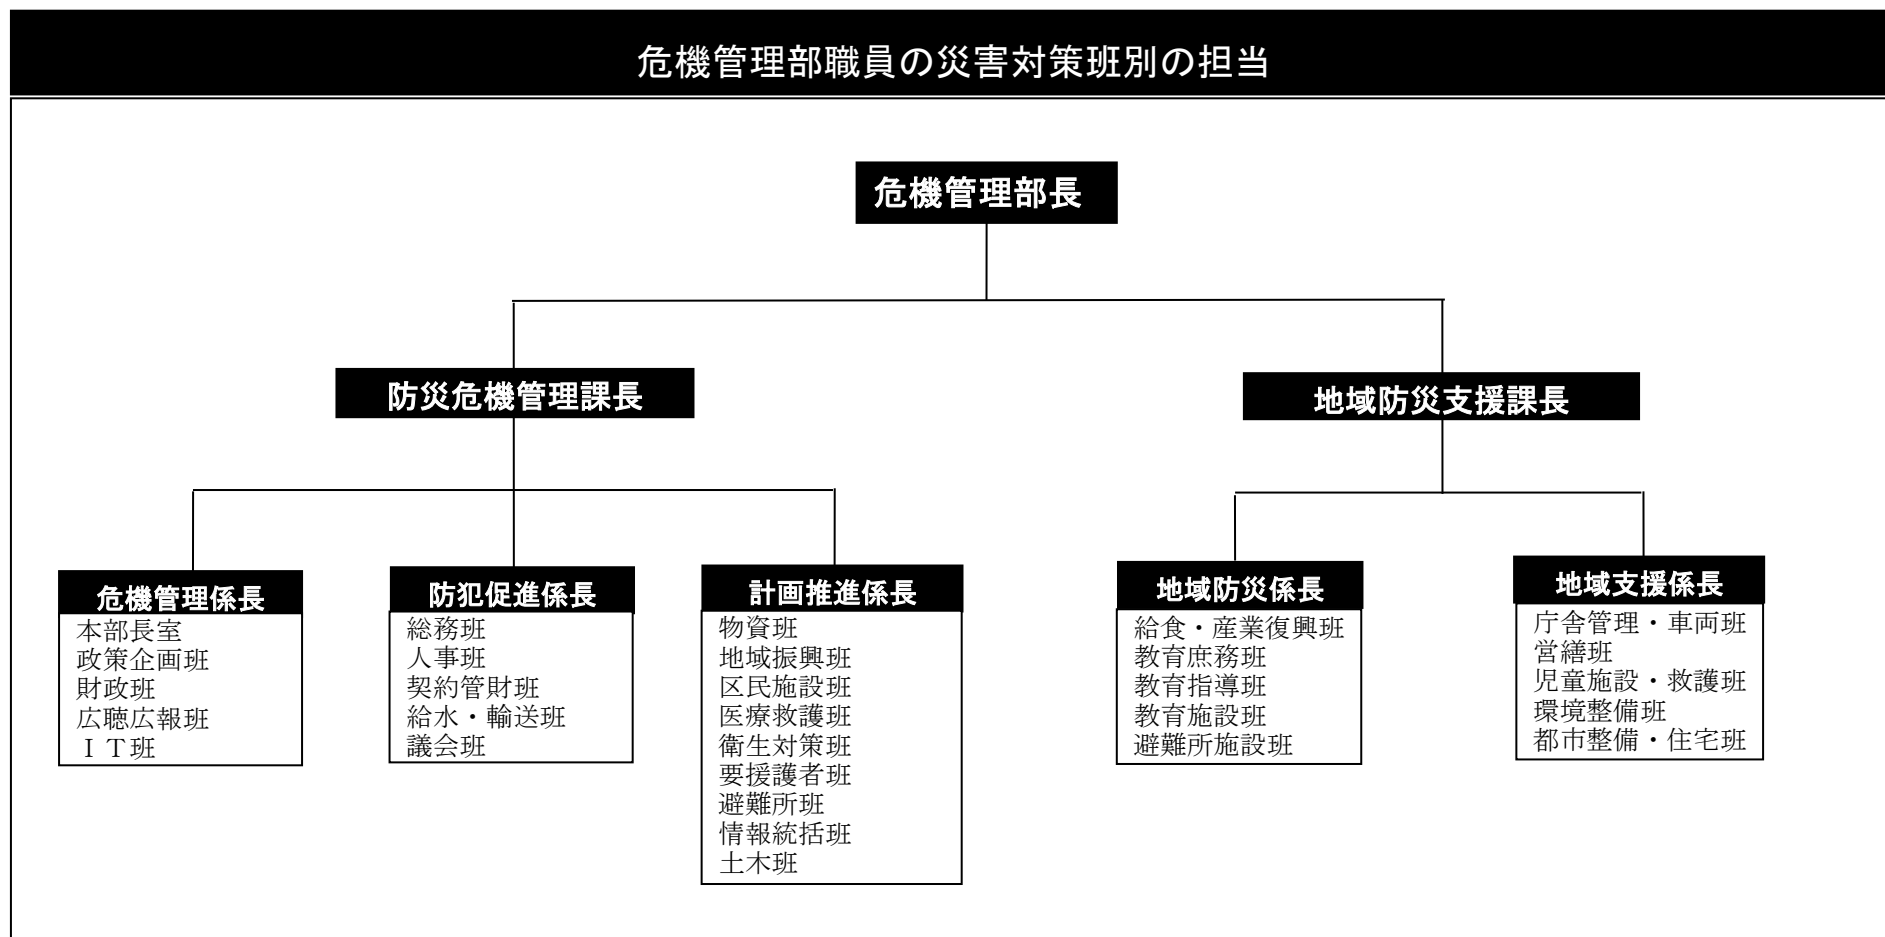 危機管理部職員の災害対策班別の担当
危機管理部長
防災危機管理課長
地域防災支援課長
危機管理係長
本部長室
政策企画班
財政班
広聴広報班
ＩＴ班
防犯促進係長
総務班
人事班
契約管財班
給水・輸送班
議会班
計画推進係長
物資班
地域振興班
区民施設班
医療救護班
衛生対策班
要援護者班
避難所班
情報統括班
土木班
地域防災係長
給食・産業復興班
教育庶務班
教育指導班
教育施設班
避難所施設班
地域支援係長
庁舎管理・車両班
営繕班
児童施設・救護班
環境整備班
都市整備・住宅班